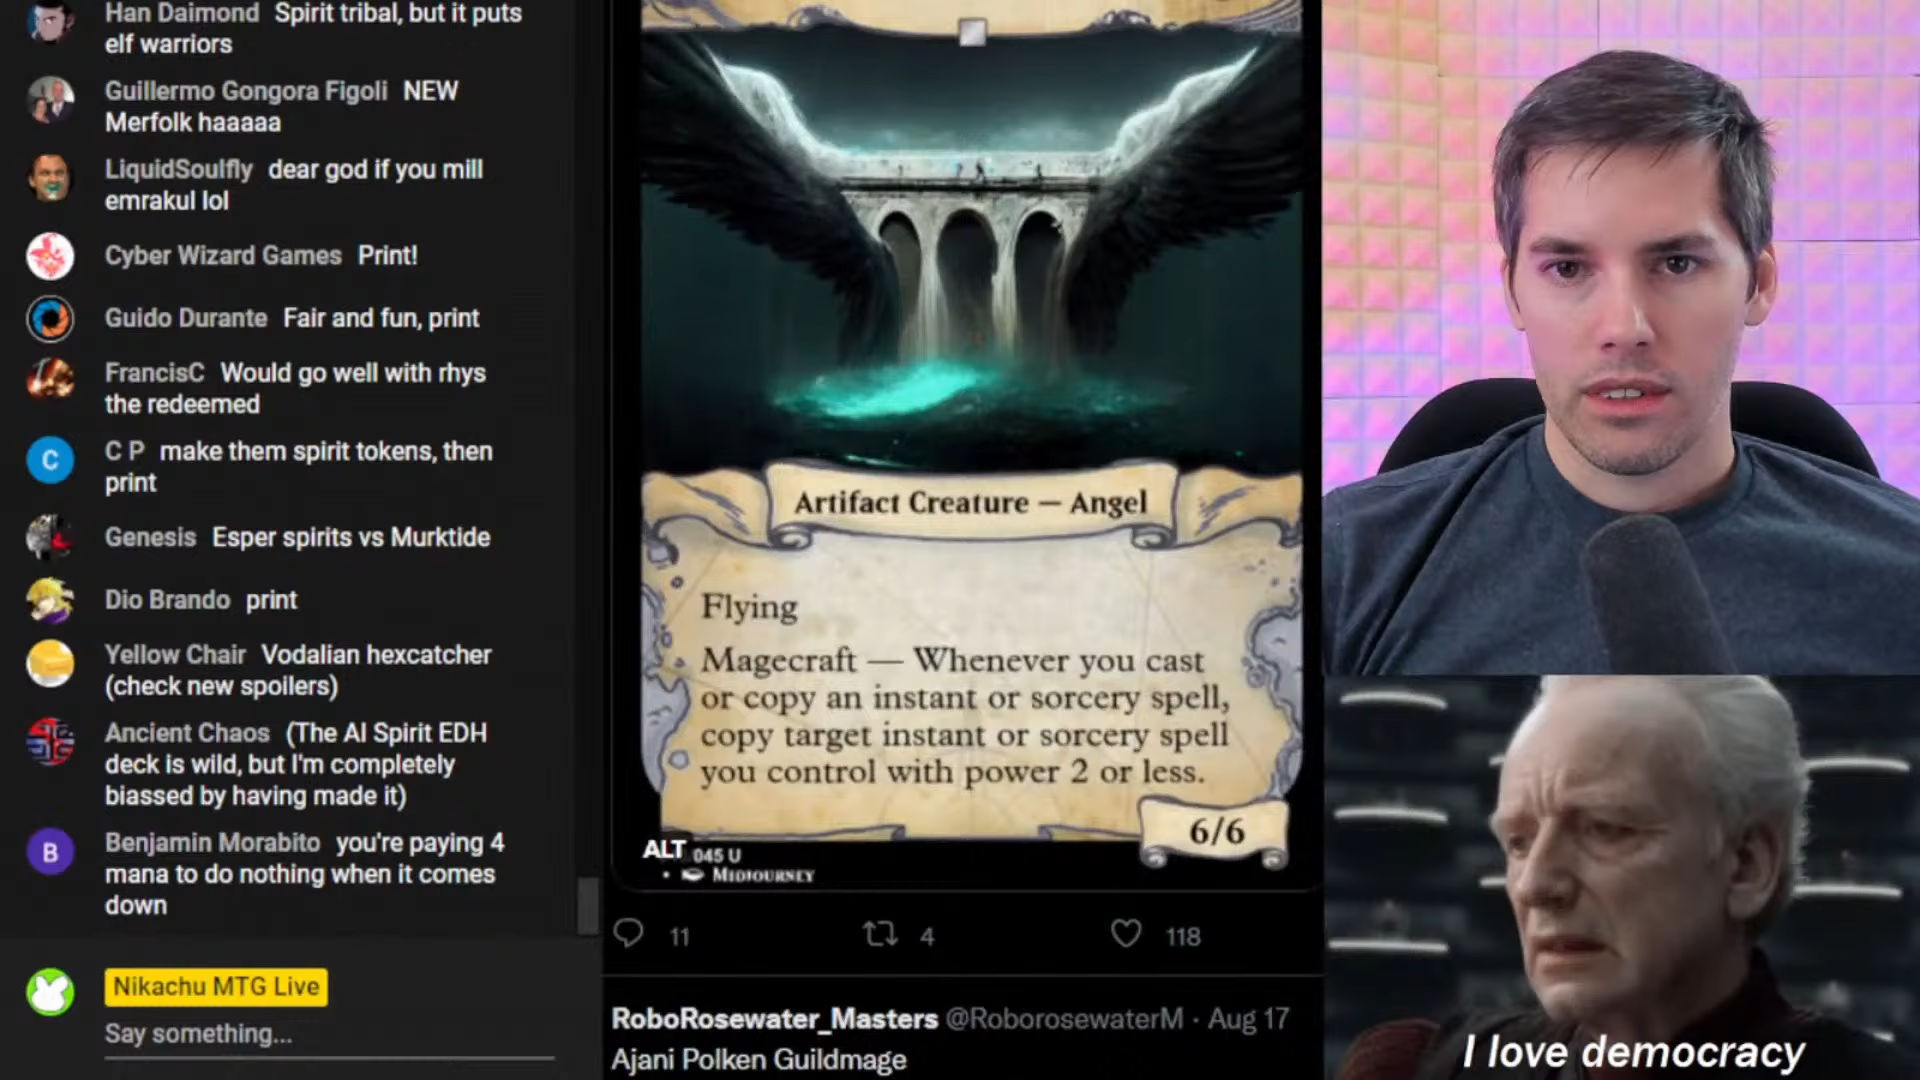 Han Daimond Spirit tribal, but it puts
elf warriors
Guillermo Gongora Figoli NEW
Merfolk haaaaa
LiquidSoulfly dear god if you mill
emrakul lol
Cyber Wizard Games Print!
Guido Durante Fair and fun, print
FrancisC Would go well with rhys
the redeemed
C
C P make them spirit tokens, then
print
Genesis Esper spirits vs Murktide
Dio Brando print
Yellow Chair Vodalian hexcatcher
(check new spoilers)
Ancient Chaos (The AI Spirit EDH
deck is wild, but I'm completely
biassed by having made it)
B
Benjamin Morabito you're paying 4
mana to do nothing when it comes
down
Nikachu MTG Live
Say something...
Artifact Creature — Angel
Flying
Magecraft — Whenever you cast
or copy an instant or sorcery spell,
copy target instant or sorcery spell
you control with power 2 or less.
6/6
ALT 045 U
• Midjourney
11 4 118
RoboRosewater_Masters @RoborosewaterM · Aug 17
Ajani Polken Guildmage
I love democracy